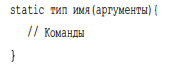 static тип имя(аргументы){
// Команды
}